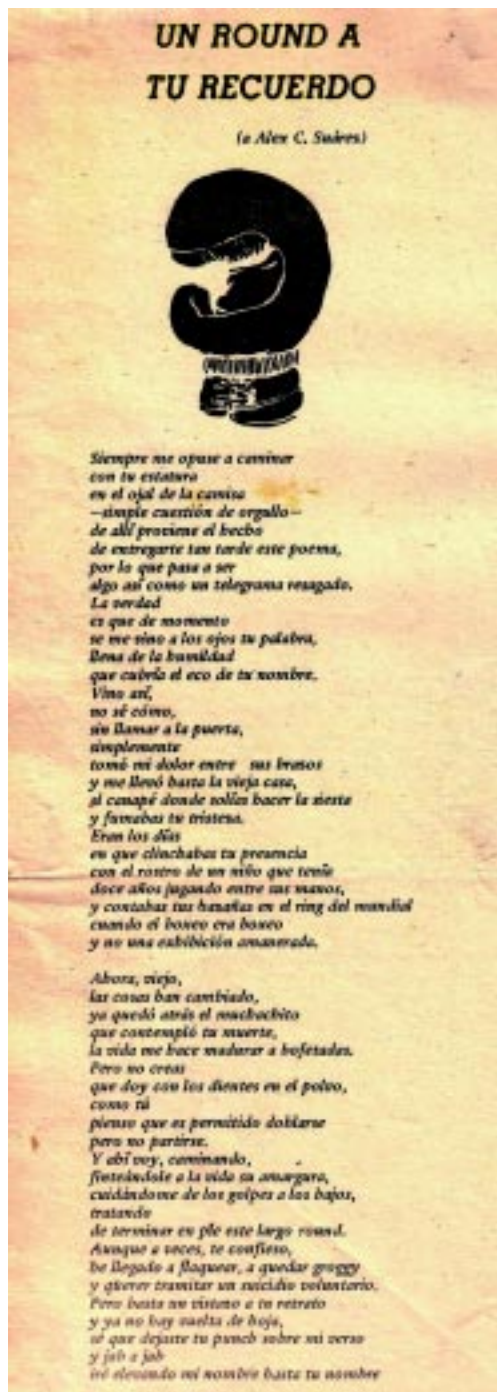 UN ROUND A
TU RECUERDO
(a Alex C. Suáres)
Siempre me opuse a caminar
con tu estatura
en el ojal de la camisa
—simple cuestión de orgullo—
de allí proviene el hecho
de entregarte tan tarde este poema,
por lo que pasa a ser
algo así como un telegrama rezagado.
La verdad
es que de momento
se me vino a los ojos tu palabra,
llena de la humildad
que cubría el eco de tu nombre.
Vino así,
no sé cómo,
sin llamar a la puerta,
simplemente
tomó mi dolor entre sus brazos
y me llevó hasta la vieja casa,
al canapé donde solías hacer la siesta
y fumabas tu tristeza.
Eran los días
en que clinchabas tu presencia
con el rostro de un niño que tenía
doce años jugando entre sus manos,
y contabas tus hazañas en el ring del mundial
cuando el boxeo era boxeo
y no una exhibición amanerada.
Ahora, viejo,
las cosas han cambiado,
ya quedó atrás el muchachito
que contempló tu muerte,
la vida me hace madurar a bofetadas.
Pero no creas
que doy con los dientes en el polvo,
como tú
pienso que es permitido doblarse
pero no partirse.
Y ahí voy, caminando,
finteándole a la vida su amargura,
cuidándome de los golpes a los bajos,
tratando
de terminar en pie este largo round.
Aunque a veces, te confieso,
he llegado a flaquear, a quedar groggy
y querer tramitar un suicidio voluntario.
Pero basta un vistazo a tu retrato
y ya no hay vuelta de hoja,
sé que dejaste tu punch sobre mi verso
y jab a jab
iré elevando mi nombre hasta tu nombre